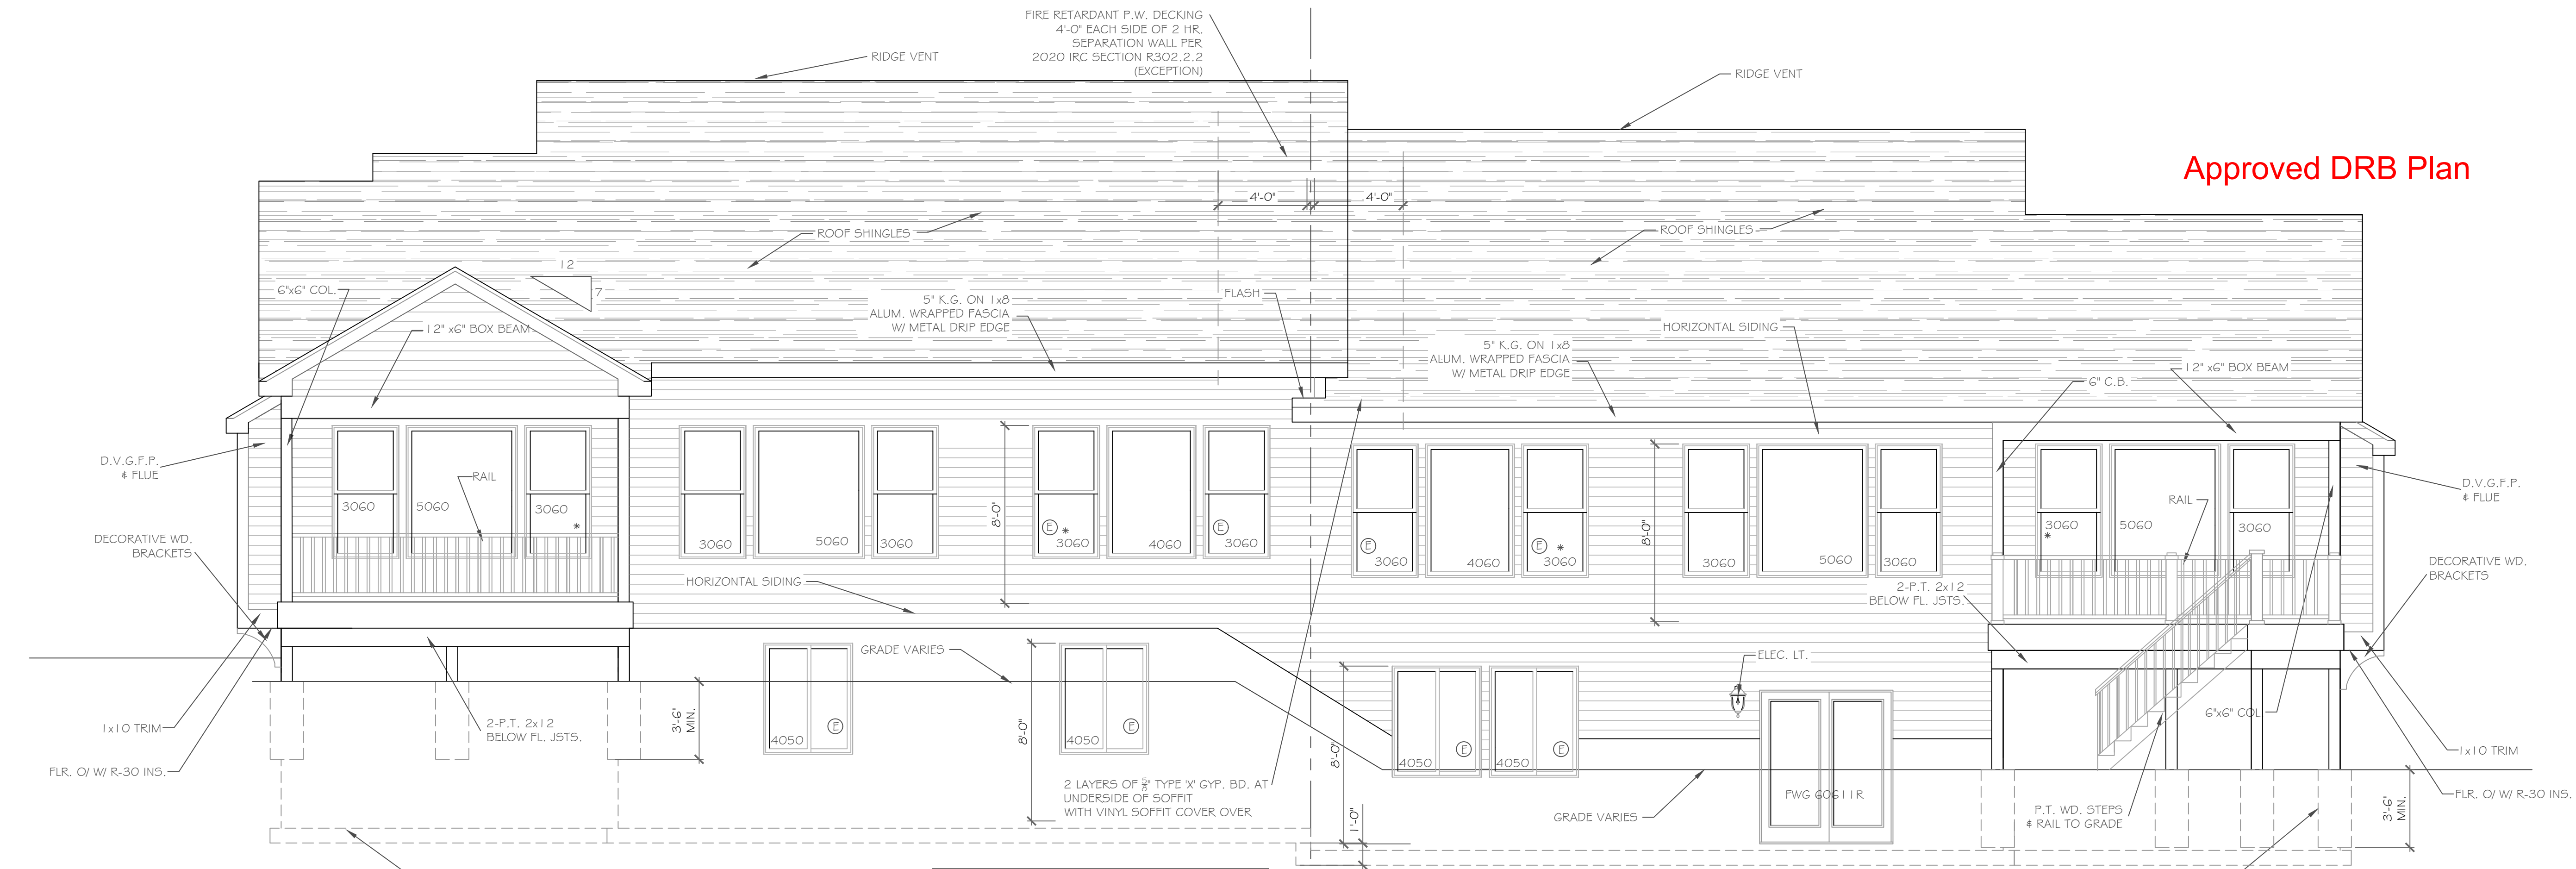 FIRE RETARDANT P.W. DECKING
4'-0" EACH SIDE OF 2 HR.
SEPARATION WALL PER
2020 IRC SECTION R302.2.2
(EXCEPTION)
RIDGE VENT
RIDGE VENT
Approved DRB Plan
4'-0"
4'-0"
ROOF SHINGLES
ROOF SHINGLES
12
7
6"x6" COL.
12" x6" BOX BEAM
5" K.G. ON 1x8
ALUM. WRAPPED FASCIA
W/ METAL DRIP EDGE
FLASH
HORIZONTAL SIDING
5" K.G. ON 1x8
ALUM. WRAPPED FASCIA
W/ METAL DRIP EDGE
12" x6" BOX BEAM
6" C.B.
D.V.G.F.P.
& FLUE
RAIL
3060
5060
3060
*
3060
5060
3060
8'-0"
E
*
3060
4060
E
3060
E
3060
4060
E
*
3060
8'-0"
3060
5060
3060
3060
*
5060
3060
RAIL
D.V.G.F.P.
& FLUE
DECORATIVE WD.
BRACKETS
HORIZONTAL SIDING
2-P.T. 2x12
BELOW FL. JSTS.
DECORATIVE WD.
BRACKETS
GRADE VARIES
ELEC. LT.
1x10 TRIM
FLR. O/ W/ R-30 INS.
2-P.T. 2x12
BELOW FL. JSTS.
3'-6"
MIN.
4050
E
8'-0"
4050
E
2 LAYERS OF 5/8" TYPE 'X' GYP. BD. AT
UNDERSIDE OF SOFFIT
WITH VINYL SOFFIT COVER OVER
8'-0"
1'-0"
4050
E
4050
E
GRADE VARIES
FWG 60611R
6"x6" COL.
P.T. WD. STEPS
& RAIL TO GRADE
1x10 TRIM
FLR. O/ W/ R-30 INS.
3'-6"
MIN.